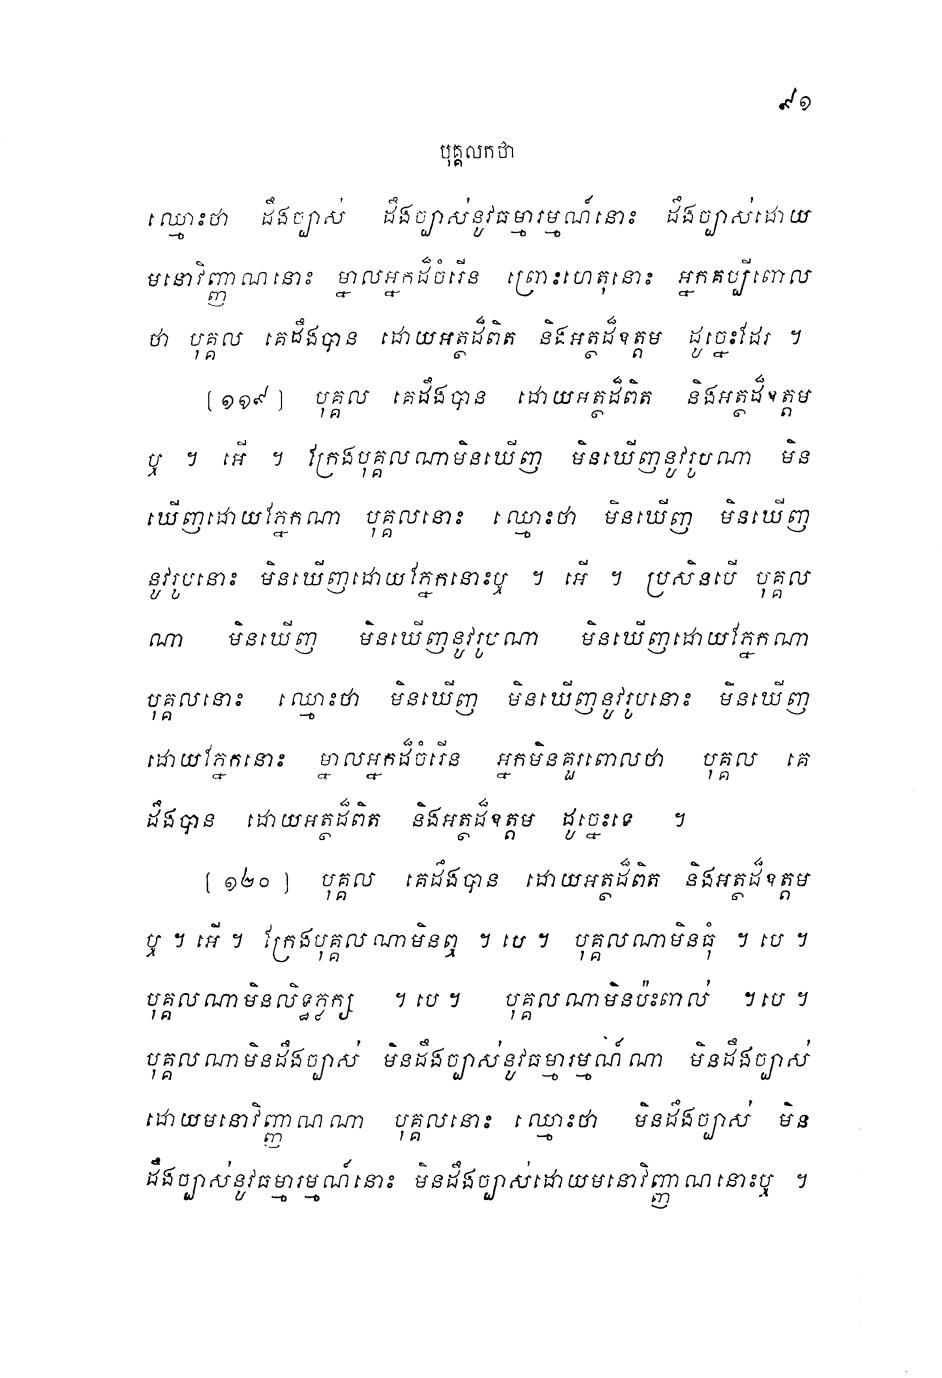 ៩១
បុគ្គលកថា
ឈ្មោះថា ដឹងច្បាស់ ដឹងច្បាស់នូវធម្មារម្មណ៍នោះ ដឹងច្បាស់ដោយ
មនោវិញ្ញាណនោះ ម្នាលអ្នកដ៏ចំរើន ព្រោះហេតុនោះ អ្នកគប្បីពោល
ថា បុគ្គល គេដឹងបាន ដោយអត្ថដ៏ពិត និងអត្ថដ៏ឧត្តម ដូច្នេះដែរ ។
(១១៩) បុគ្គល គេដឹងបាន ដោយអត្ថដ៏ពិត និងអត្ថដ៏ឧត្តម
ឬ ។ អើ ។ ក្រែងបុគ្គលណាមិនឃើញ មិនឃើញនូវរូបណា មិន
ឃើញដោយភ្នែកណា បុគ្គលនោះ ឈ្មោះថា មិនឃើញ មិនឃើញ
នូវរូបនោះ មិនឃើញដោយភ្នែកនោះឬ ។ អើ ។ ប្រសិនបើ បុគ្គល
ណា មិនឃើញ មិនឃើញនូវរូបណា មិនឃើញដោយភ្នែកណា
បុគ្គលនោះ ឈ្មោះថា មិនឃើញ មិនឃើញនូវរូបនោះ មិនឃើញ
ដោយភ្នែកនោះ ម្នាលអ្នកដ៏ចំរើន អ្នកមិនគួរពោលថា បុគ្គល គេ
ដឹងបាន ដោយអត្ថដ៏ពិត និងអត្ថដ៏ឧត្តម ដូច្នេះទេ ។
(១២០) បុគ្គល គេដឹងបាន ដោយអត្ថដ៏ពិត និងអត្ថដ៏ឧត្តម
ឬ ។ អើ ។ ក្រែងបុគ្គលណាមិនឮ ។ បេ ។ បុគ្គលណាមិនធុំ ។ បេ ។
បុគ្គលណាមិនលិទ្ធភ្លក្ស ។ បេ ។ បុគ្គលណាមិនប៉ះពាល់ ។ បេ ។
បុគ្គលណាមិនដឹងច្បាស់ មិនដឹងច្បាស់នូវធម្មារម្មណ៍ណា មិនដឹងច្បាស់
ដោយមនោវិញ្ញាណណា បុគ្គលនោះ ឈ្មោះថា មិនដឹងច្បាស់ មិន
ដឹងច្បាស់នូវធម្មារម្មណ៍នោះ មិនដឹងច្បាស់ដោយមនោវិញ្ញាណនោះឬ ។